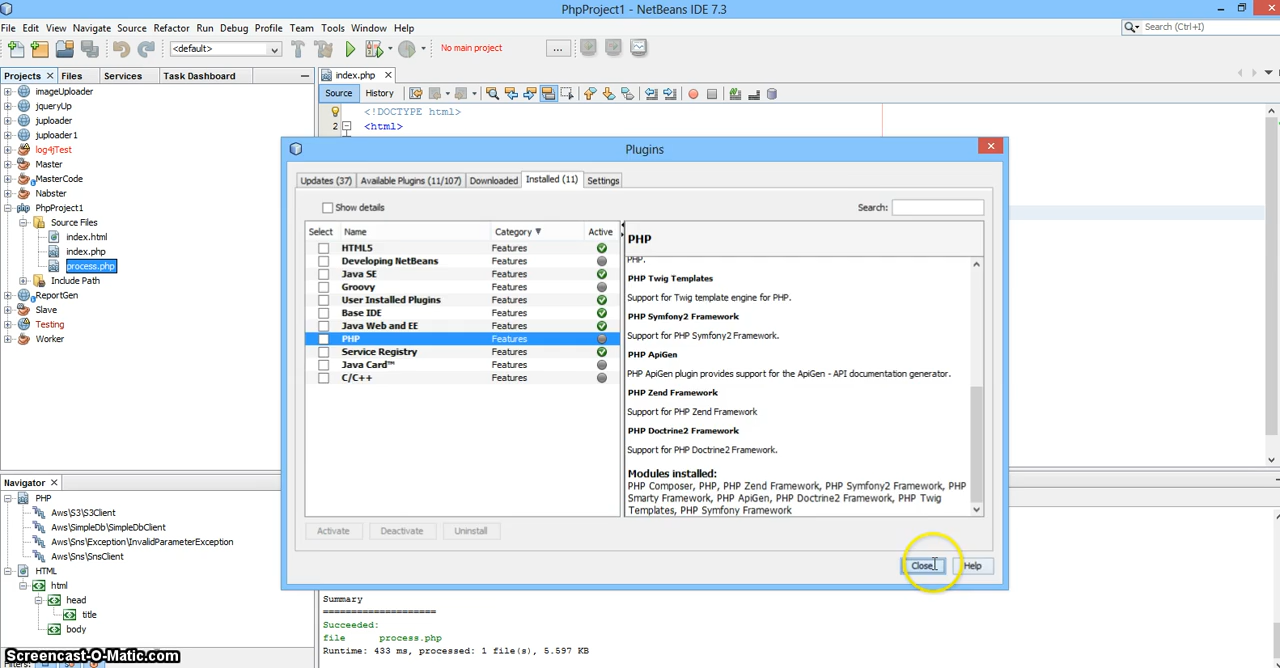 PhpProject1 - NetBeans IDE 7.3
File Edit View Navigate Source Refactor Run Debug Profile Team Tools Window Help
Search (Ctrl+I)
<default>
No main project
...
Projects Files Services Task Dashboard
index.php
Source History
imageUploader
jqueryUp
juploader
juploader1
log4jTest
Master
MasterCode
Nabster
PhpProject1
Source Files
index.html
index.php
process.php
Include Path
ReportGen
Slave
Testing
Worker
<!DOCTYPE html>
2 <html>
Plugins
Updates (37) Available Plugins (11/107) Downloaded Installed (11) Settings
Show details
Search:
Select Name Category Active
HTML5 Features
Developing NetBeans Features
Java SE Features
Groovy Features
User Installed Plugins Features
Base IDE Features
Java Web and EE Features
PHP Features
Service Registry Features
Java Card™ Features
C/C++ Features
PHP
PHP.
PHP Twig Templates
Support for Twig template engine for PHP.
PHP Symfony2 Framework
Support for PHP Symfony2 Framework.
PHP ApiGen
PHP ApiGen plugin provides support for the ApiGen - API documentation generator.
PHP Zend Framework
Support for PHP Zend Framework
PHP Doctrine2 Framework
Support for PHP Doctrine2 Framework.
Modules installed:
PHP Composer, PHP, PHP Zend Framework, PHP Symfony2 Framework, PHP
Smarty Framework, PHP ApiGen, PHP Doctrine2 Framework, PHP Twig
Templates, PHP Symfony Framework
Activate Deactivate Uninstall
Close Help
Navigator
PHP
Aws\S3\S3Client
Aws\SimpleDb\SimpleDbClient
Aws\Sns\Exception\InvalidParameterException
Aws\Sns\SnsClient
HTML
html
head
title
body
Filters:
Summary
====================
Succeeded:
file process.php
Runtime: 433 ms, processed: 1 file(s), 5.597 KB
Screencast-O-Matic.com